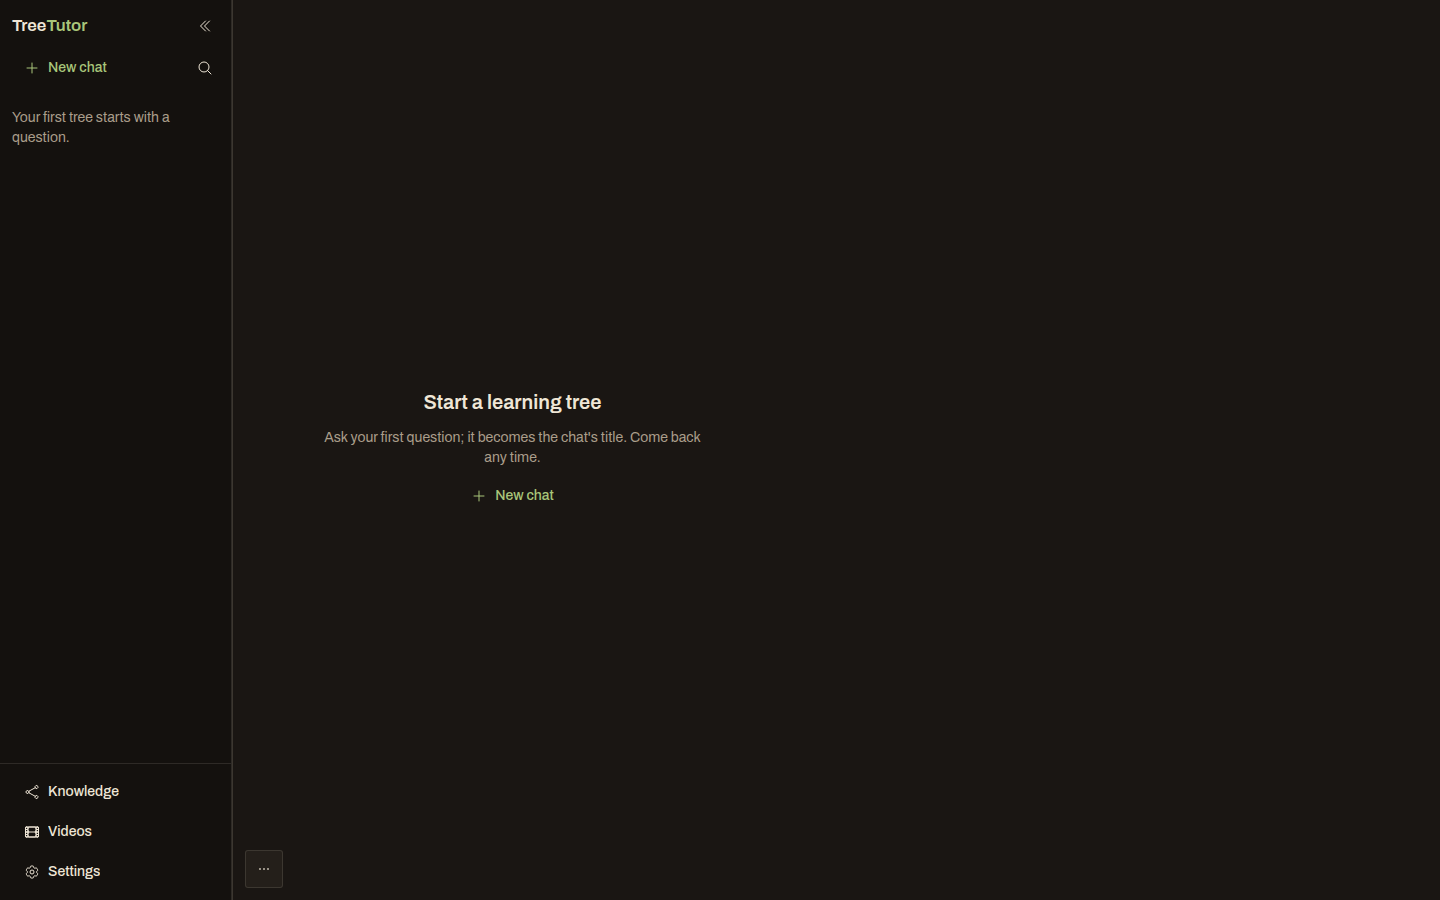 TreeTutor
New chat
Your first tree starts with a
question.
Start a learning tree
Ask your first question; it becomes the chat's title. Come back
any time.
New chat
Knowledge
Videos
Settings